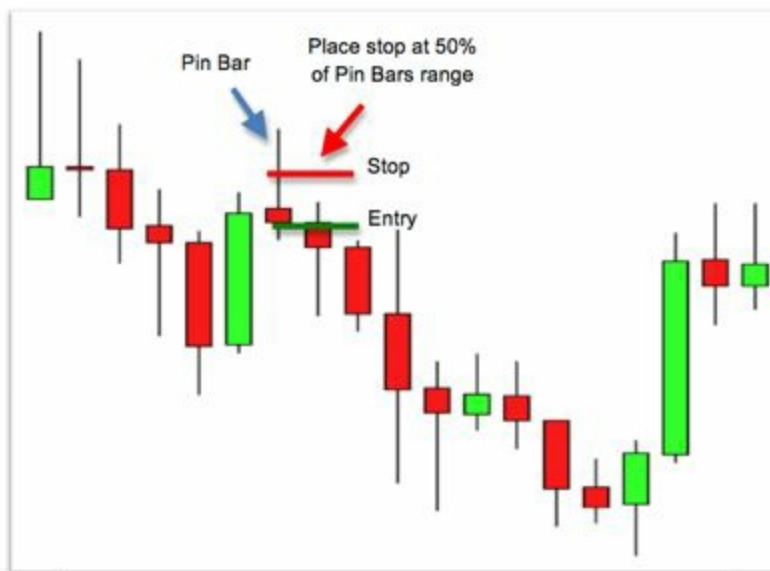 Pin Bar
Place stop at 50%
of Pin Bars range
Stop
Entry